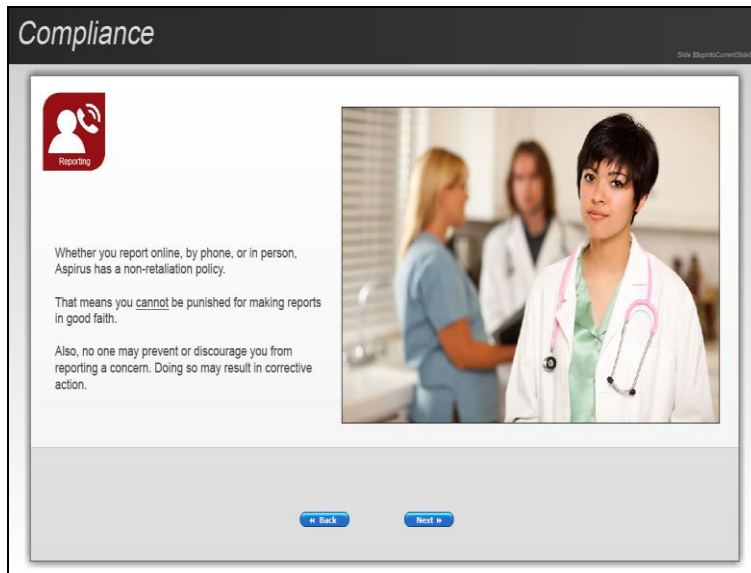 Compliance
Slide $$cpInfoCurrentSlide$
Reporting
Whether you report online, by phone, or in person,
Aspirus has a non-retaliation policy.
That means you cannot be punished for making reports
in good faith.
Also, no one may prevent or discourage you from
reporting a concern. Doing so may result in corrective
action.
Back
Next